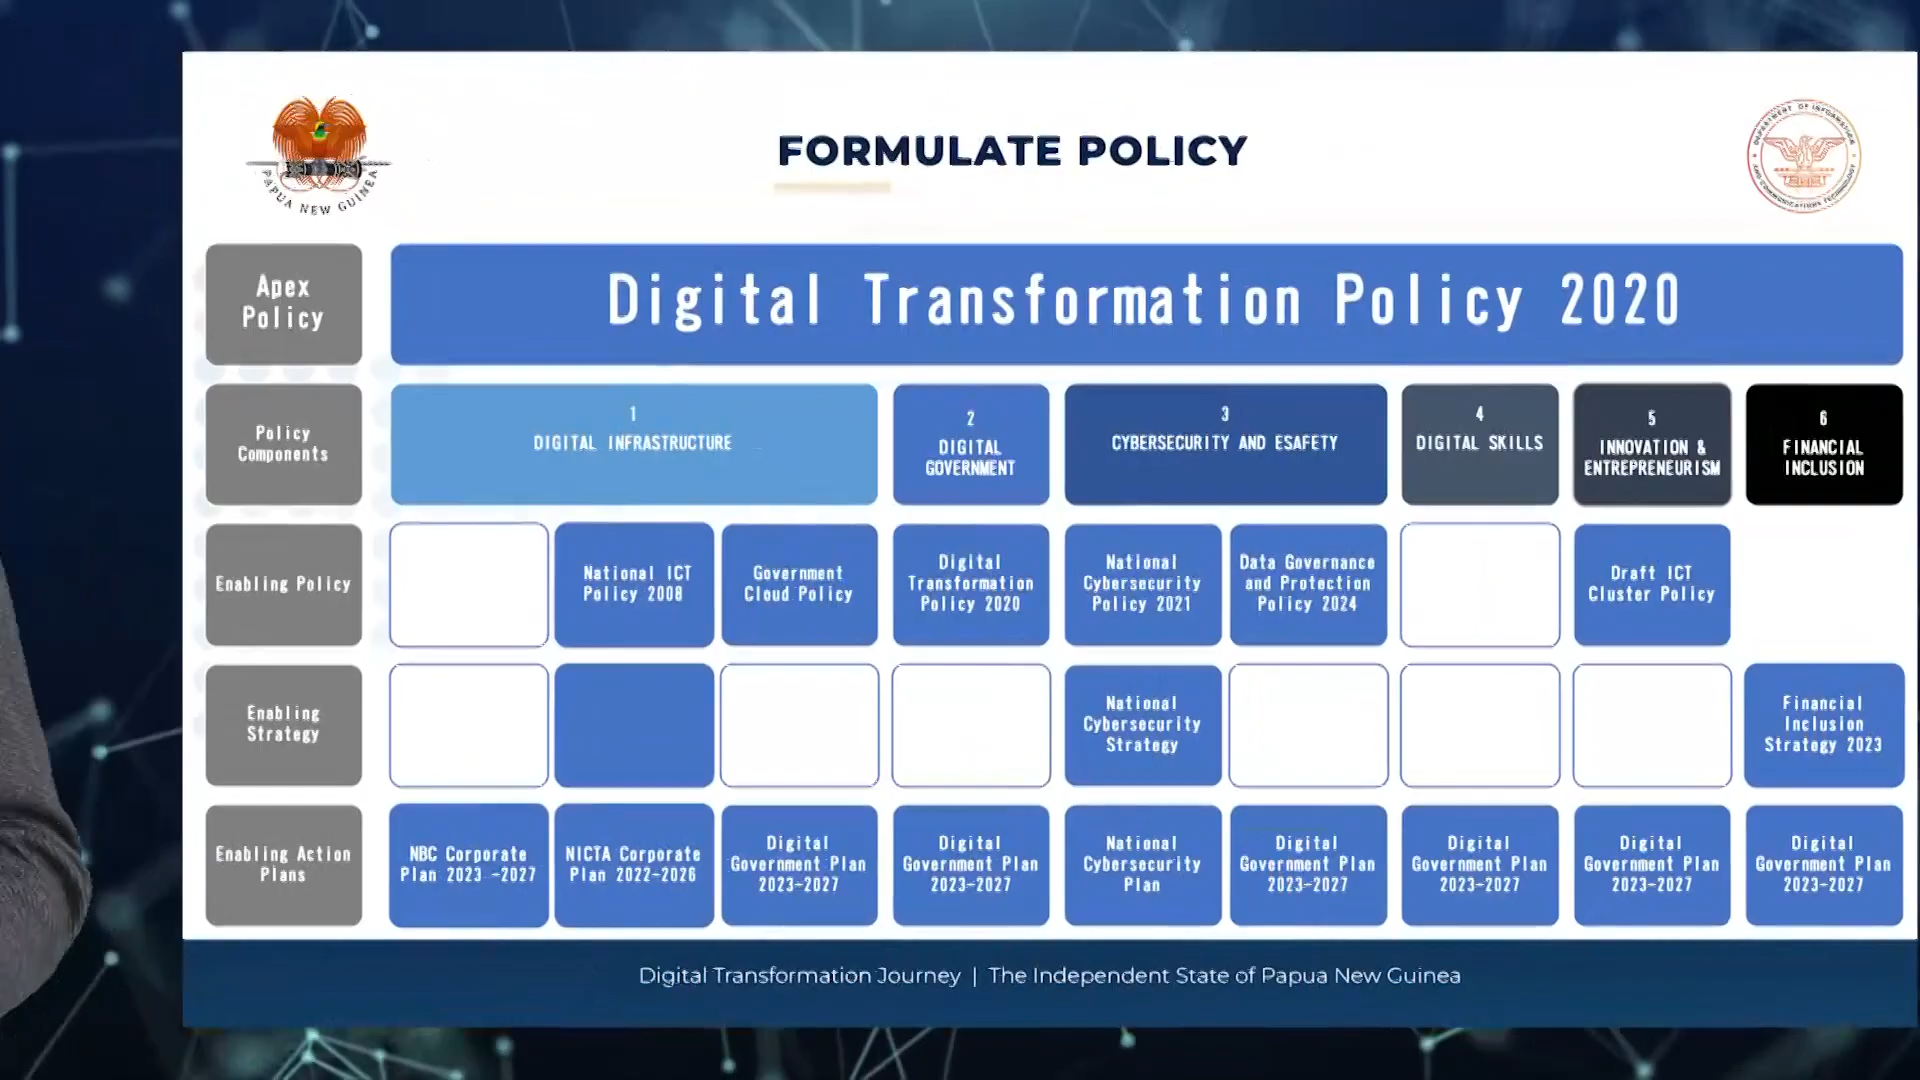 PAPUA NEW GUINEA
FORMULATE POLICY
DEPARTMENT OF INFORMATION
AND COMMUNICATIONS TECHNOLOGY
Apex
Policy
Digital Transformation Policy 2020
Policy
Components
1
DIGITAL INFRASTRUCTURE
2
DIGITAL
GOVERNMENT
3
CYBERSECURITY AND ESAFETY
4
DIGITAL SKILLS
5
INNOVATION &
ENTREPRENEURISM
6
FINANCIAL
INCLUSION
Enabling Policy
National ICT
Policy 2008
Government
Cloud Policy
Digital
Transformation
Policy 2020
National
Cybersecurity
Policy 2021
Data Governance
and Protection
Policy 2024
Draft ICT
Cluster Policy
Enabling
Strategy
National
Cybersecurity
Strategy
Financial
Inclusion
Strategy 2023
Enabling Action
Plans
NBC Corporate
Plan 2023 -2027
NICTA Corporate
Plan 2022-2026
Digital
Government Plan
2023-2027
Digital
Government Plan
2023-2027
National
Cybersecurity
Plan
Digital
Government Plan
2023-2027
Digital
Government Plan
2023-2027
Digital
Government Plan
2023-2027
Digital
Government Plan
2023-2027
Digital Transformation Journey | The Independent State of Papua New Guinea